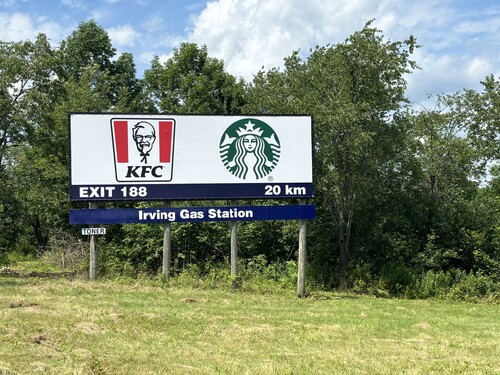 KFC
EXIT 188 20 km
Irving Gas Station
TONER